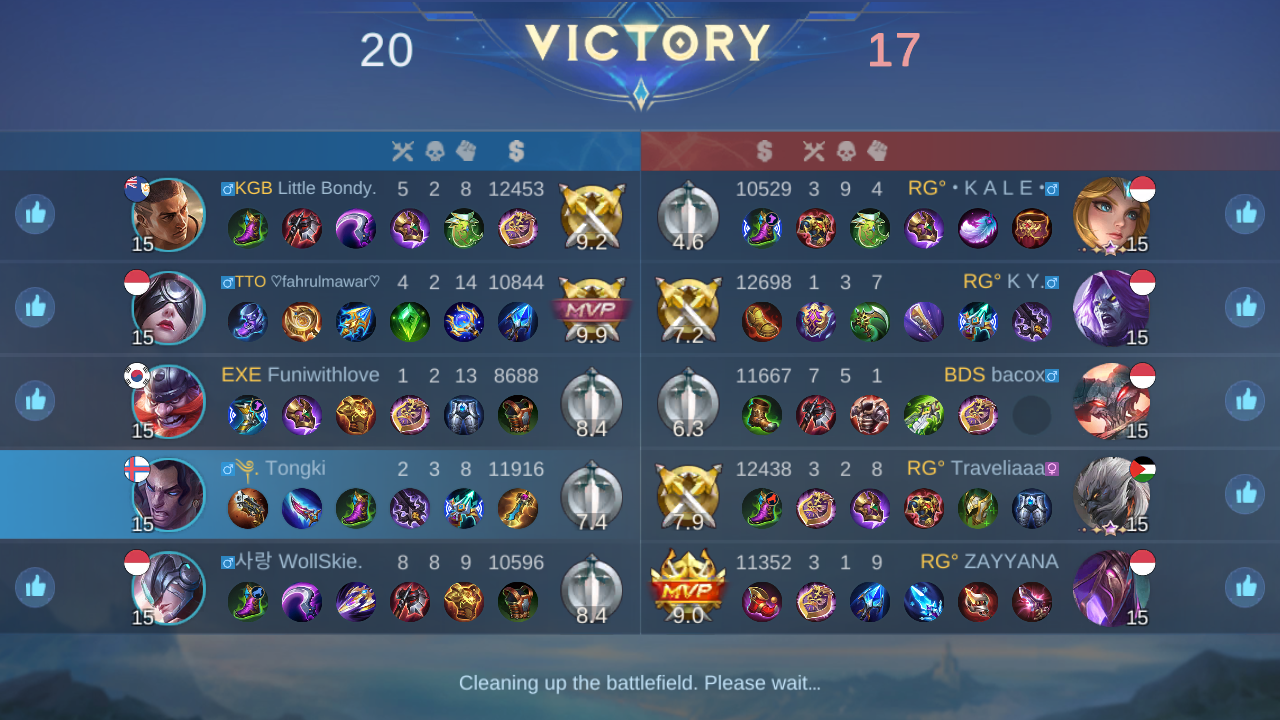 20 VICTORY 17
KGB Little Bondy. 5 2 8 12453
15 9.2
10529 3 9 4 RG° • K A L E •
4.6 15
TTO ♡fahrulmawar♡ 4 2 14 10844
15 MVP 9.9
12698 1 3 7 RG° K Y.
7.2 15
EXE Funiwithlove 1 2 13 8688
15 8.4
11667 7 5 1 BDS bacox
6.3 15
༆. Tongki 2 3 8 11916
15 7.4
12438 3 2 8 RG° Traveliaaa
7.9 15
사랑 WollSkie. 8 8 9 10596
15 8.4
11352 3 1 9 RG° ZAYYANA
MVP 9.0 15
Cleaning up the battlefield. Please wait...